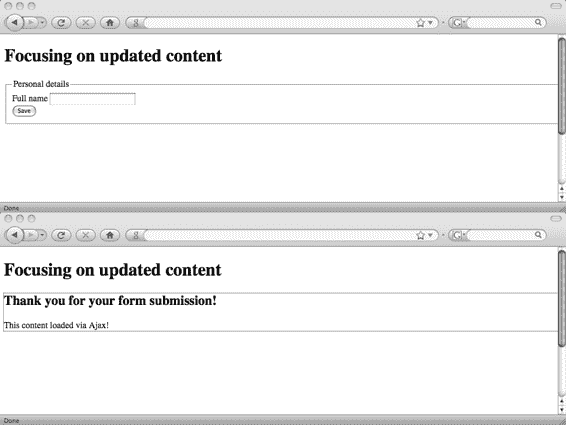 Focusing on updated content
Personal details
Full name
Save
Done
Focusing on updated content
Thank you for your form submission!
This content loaded via Ajax!
Done